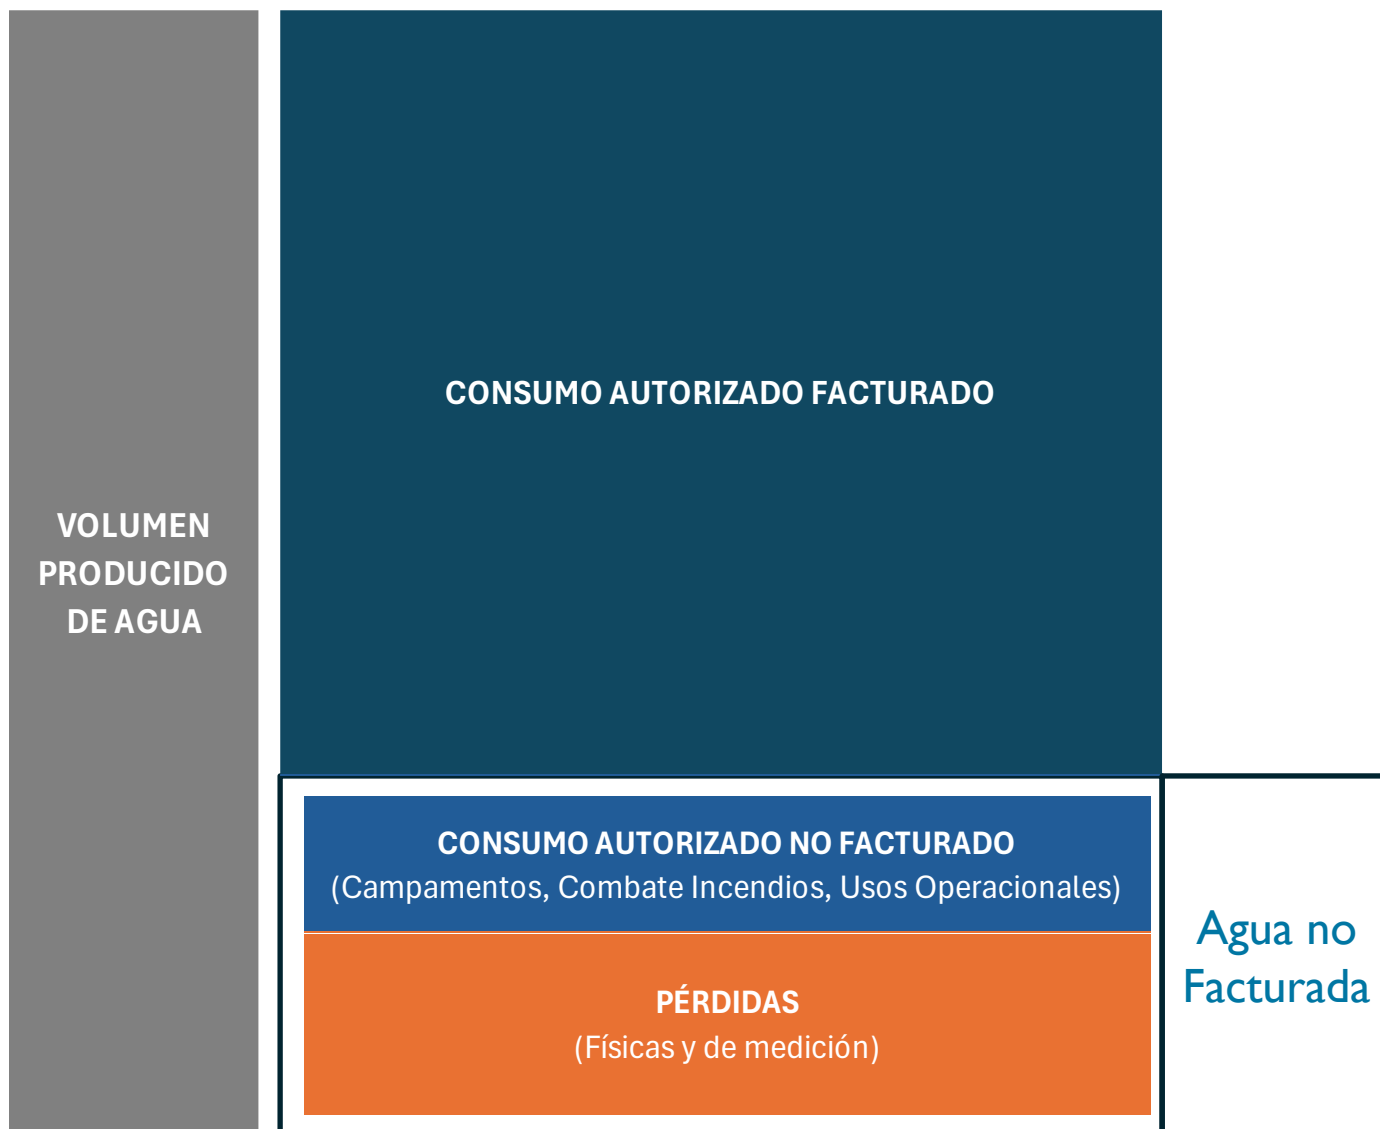 CONSUMO AUTORIZADO FACTURADO
VOLUMEN
PRODUCIDO
DE AGUA
CONSUMO AUTORIZADO NO FACTURADO
(Campamentos, Combate Incendios, Usos Operacionales)
PÉRDIDAS
(Físicas y de medición)
Agua no
Facturada